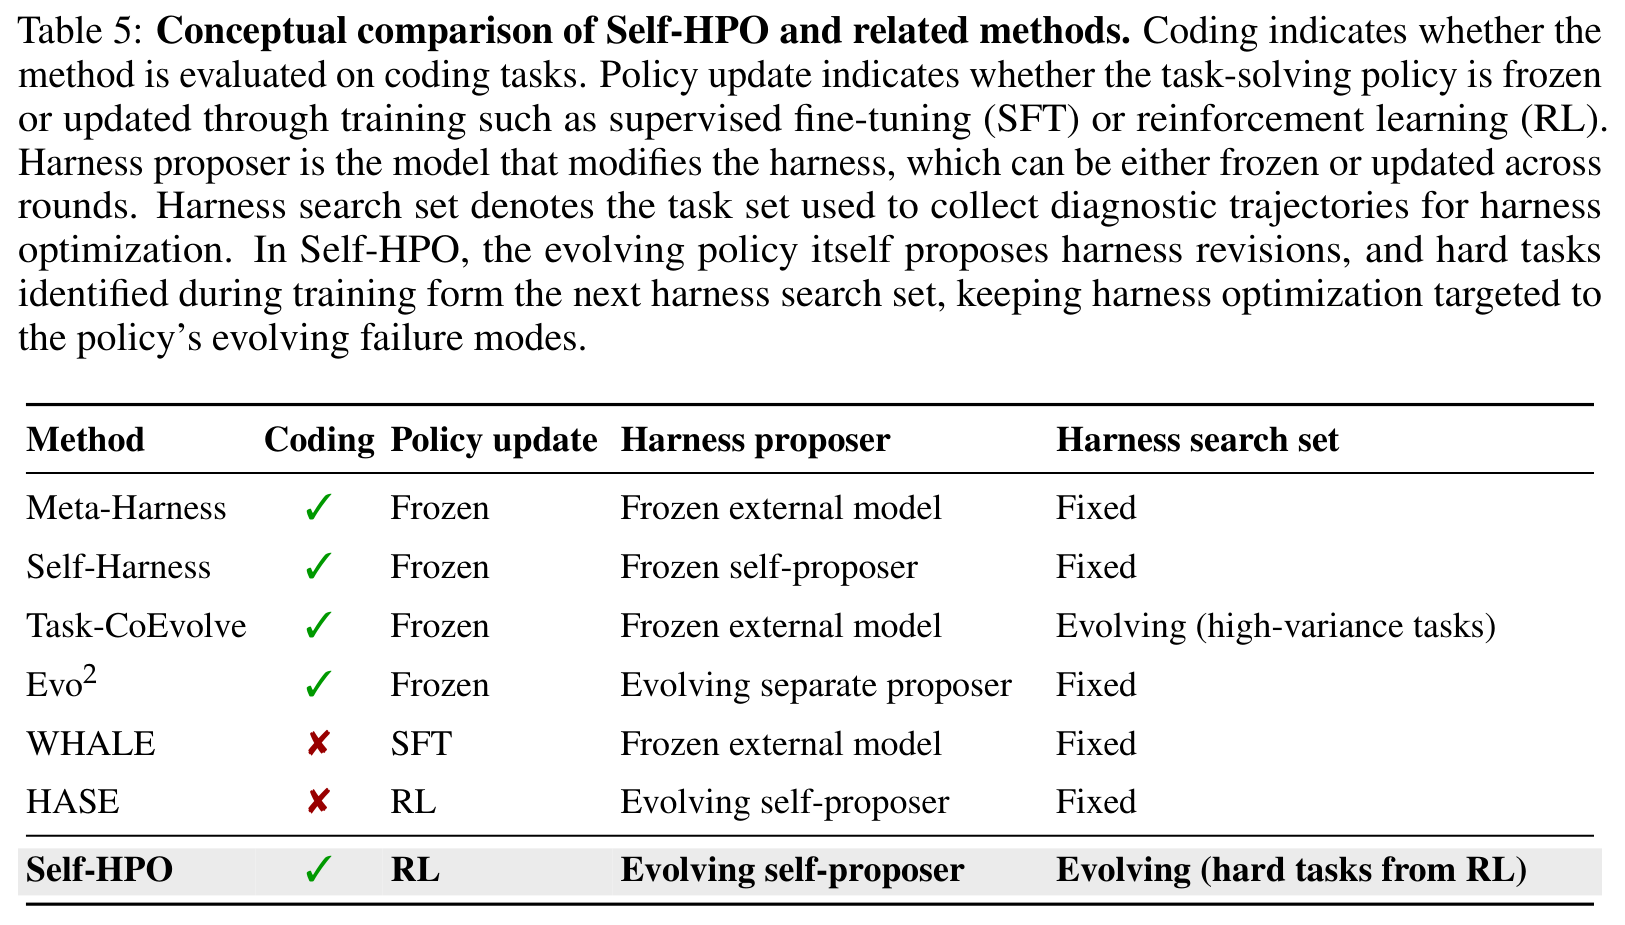 Table 5: Conceptual comparison of Self-HPO and related methods. Coding indicates whether the
method is evaluated on coding tasks. Policy update indicates whether the task-solving policy is frozen
or updated through training such as supervised fine-tuning (SFT) or reinforcement learning (RL).
Harness proposer is the model that modifies the harness, which can be either frozen or updated across
rounds. Harness search set denotes the task set used to collect diagnostic trajectories for harness
optimization. In Self-HPO, the evolving policy itself proposes harness revisions, and hard tasks
identified during training form the next harness search set, keeping harness optimization targeted to
the policy's evolving failure modes.
Method Coding Policy update Harness proposer Harness search set
Meta-Harness ✓ Frozen Frozen external model Fixed
Self-Harness ✓ Frozen Frozen self-proposer Fixed
Task-CoEvolve ✓ Frozen Frozen external model Evolving (high-variance tasks)
Evo² ✓ Frozen Evolving separate proposer Fixed
WHALE ✘ SFT Frozen external model Fixed
HASE ✘ RL Evolving self-proposer Fixed
Self-HPO ✓ RL Evolving self-proposer Evolving (hard tasks from RL)